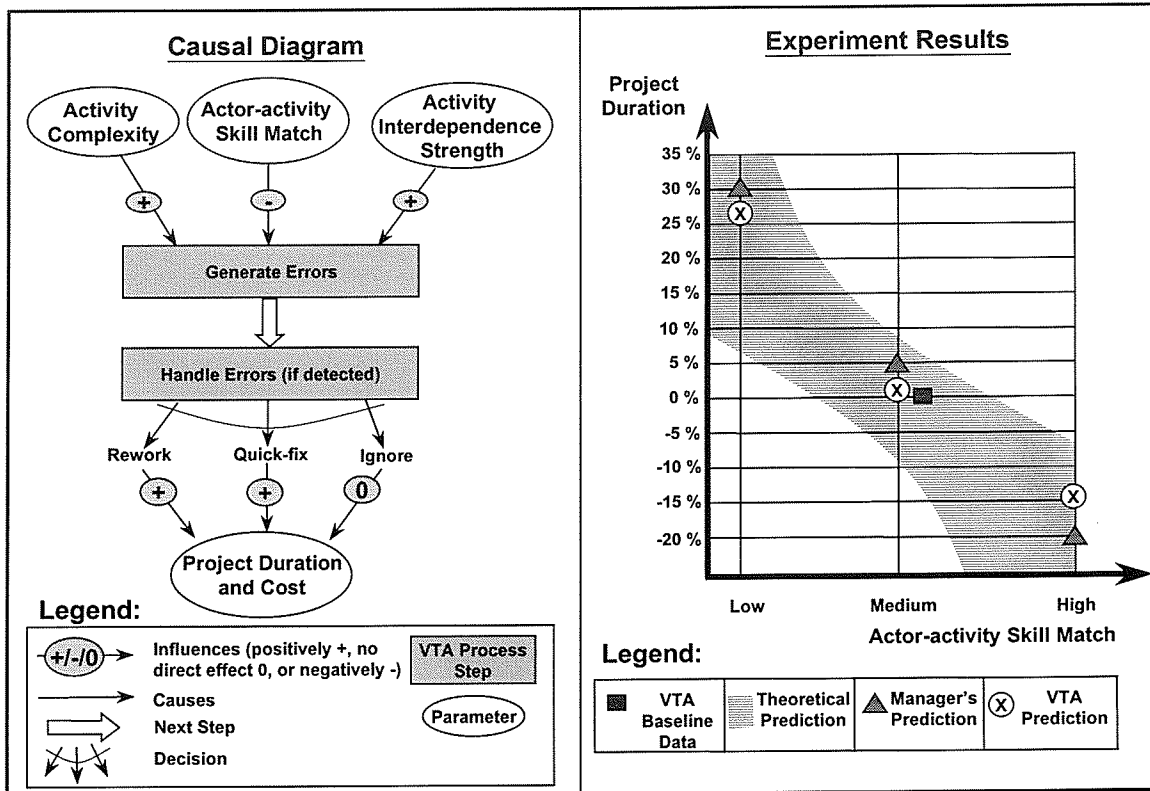 Causal Diagram
Activity
Complexity
Actor-activity
Skill Match
Activity
Interdependence
Strength
+
-
+
Generate Errors
Handle Errors (if detected)
Rework
Quick-fix
Ignore
+
+
0
Project Duration
and Cost
Legend:
+/-/0
Influences (positively +, no
direct effect 0, or negatively -)
VTA Process
Step
Causes
Next Step
Parameter
Decision
Experiment Results
Project
Duration
35 %
30 %
25 %
20 %
15 %
10 %
5 %
0 %
-5 %
-10 %
-15 %
-20 %
X
X
X
Low
Medium
High
Actor-activity Skill Match
Legend:
VTA
Baseline
Data
Theoretical
Prediction
Manager's
Prediction
X
VTA
Prediction